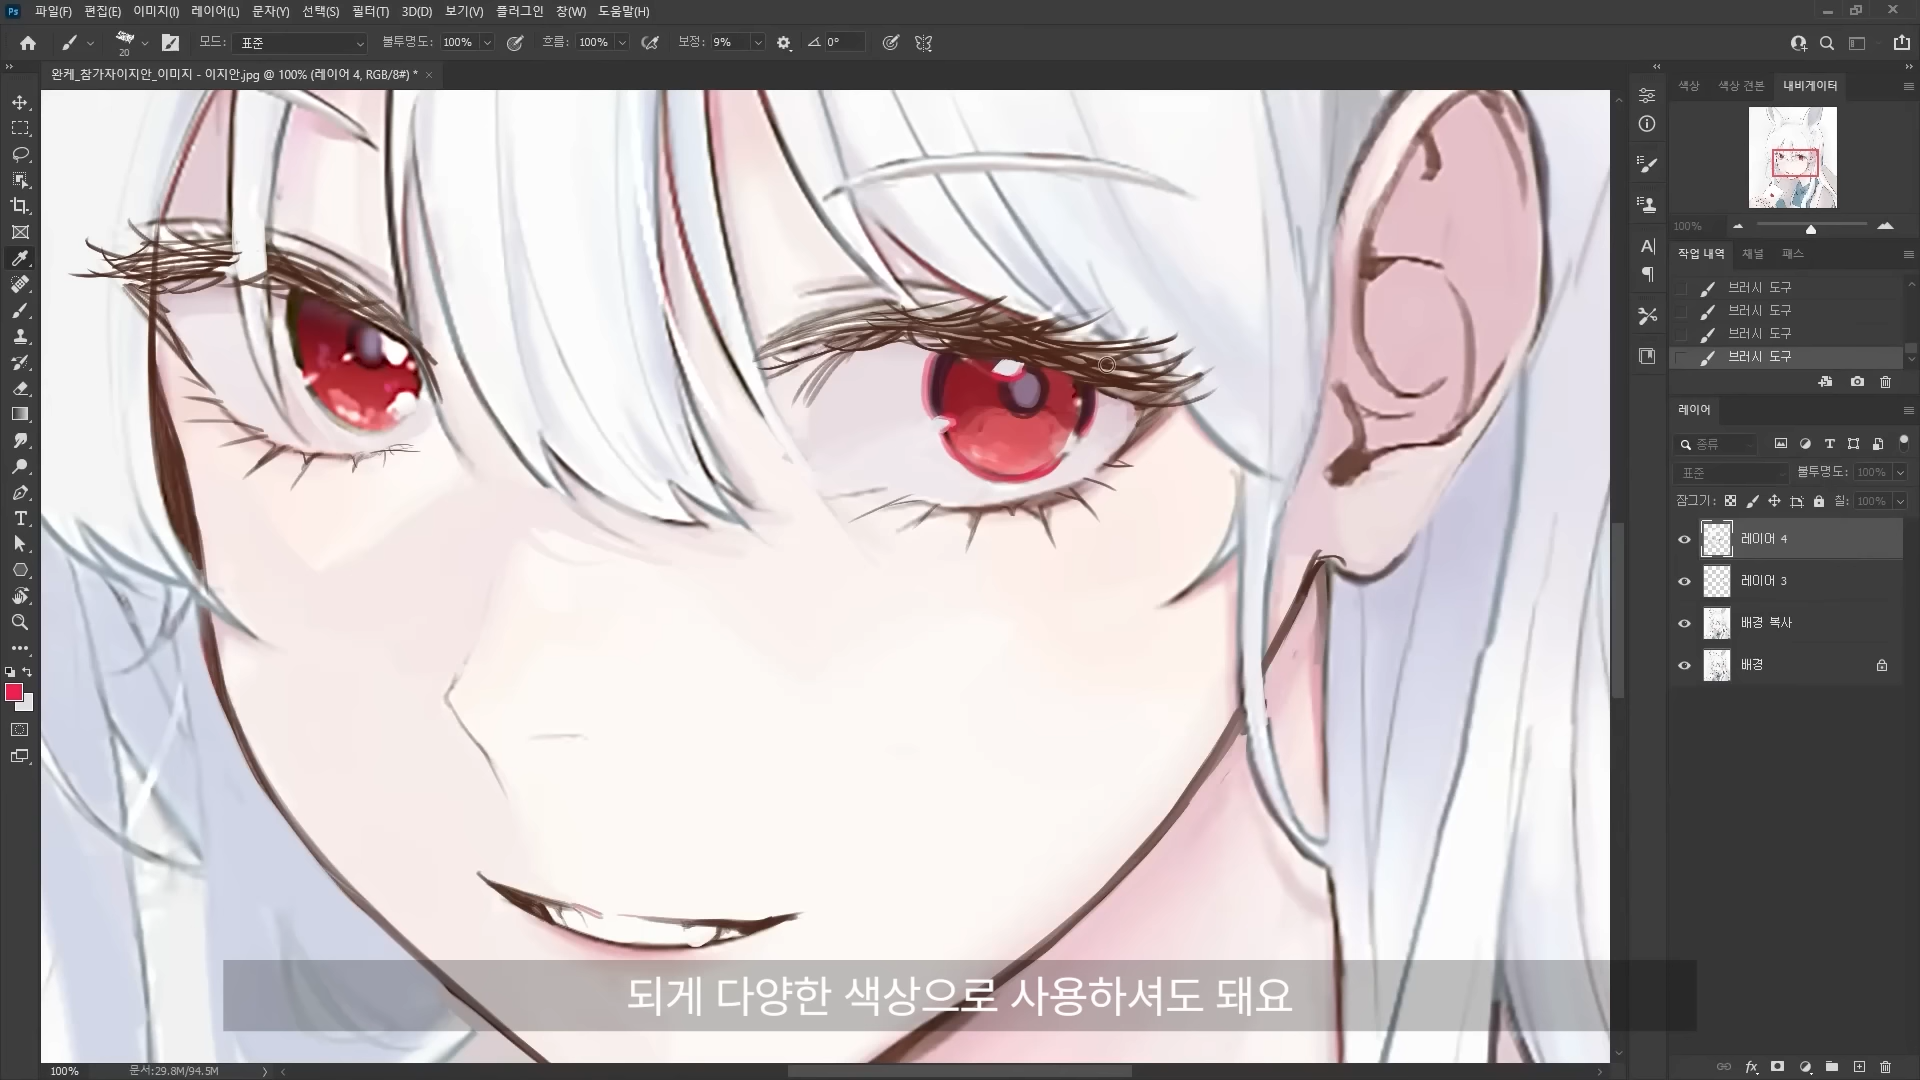 Ps 파일(F) 편집(E) 이미지(I) 레이어(L) 문자(Y) 선택(S) 필터(T) 3D(D) 보기(V) 플러그인 창(W) 도움말(H)
20 모드: 표준 불투명도: 100% 흐름: 100% 보정: 9% 0°
완케_참가자이지안_이미지 - 이지안.jpg @ 100% (레이어 4, RGB/8#) *
색상 색상 견본 내비게이터
100%
작업 내역 채널 패스
브러시 도구
브러시 도구
브러시 도구
브러시 도구
레이어
종류
표준 불투명도: 100%
잠그기: 칠: 100%
레이어 4
레이어 3
배경 복사
배경
되게 다양한 색상으로 사용하셔도 돼요
100% 문서:29.8M/94.5M
fx